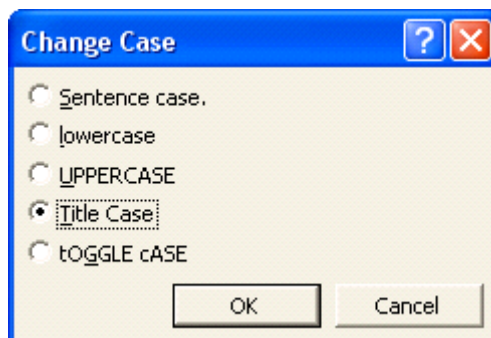 Change Case
Sentence case.
lowercase
UPPERCASE
Title Case
tOGGLE cASE
OK Cancel